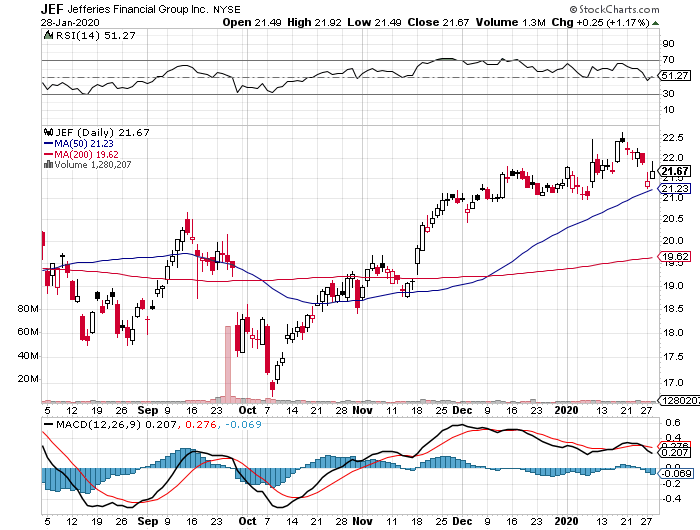 JEF Jefferies Financial Group Inc. NYSE © StockCharts.com
28-Jan-2020 Open 21.49 High 21.92 Low 21.49 Close 21.67 Volume 1.3M Chg +0.25 (+1.17%)
RSI(14) 51.27
90
70
51.27
30
10
JEF (Daily) 21.67
MA(50) 21.23
MA(200) 19.62
Volume 1,280,207
22.5
22.0
21.67
21.5
21.23
21.0
20.5
20.0
19.62
19.5
19.0
18.5
18.0
17.5
17.0
80M
60M
40M
20M
1280207
5 12 19 26 Sep 9 16 23 Oct 7 14 21 28 Nov 11 18 25 Dec 9 16 23 2020 13 21 27
MACD(12,26,9) 0.207, 0.276, -0.069
0.6
0.4
0.276
0.207
0.0
-0.069
-0.2
-0.4
5 12 19 26 Sep 9 16 23 Oct 7 14 21 28 Nov 11 18 25 Dec 9 16 23 2020 13 21 27